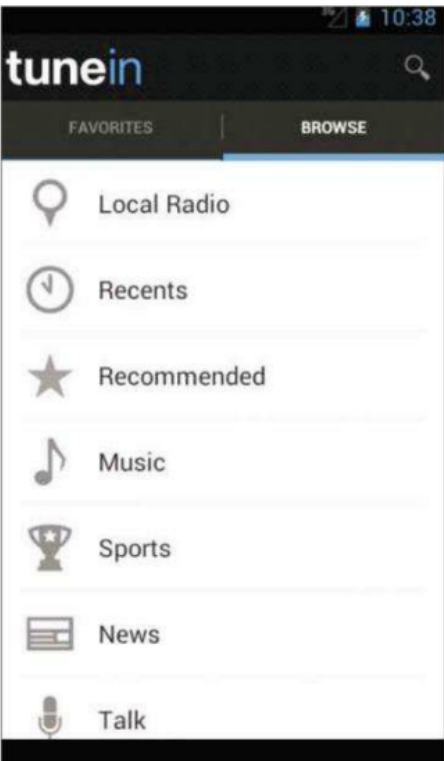 10:38
tunein
FAVORITES | BROWSE
Local Radio
Recents
Recommended
Music
Sports
News
Talk